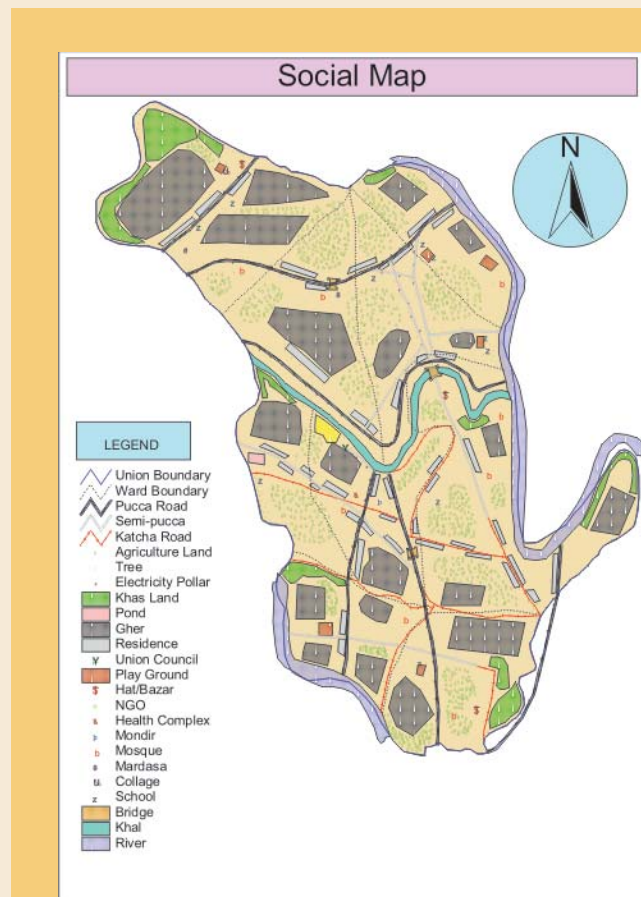 Social Map
N
LEGEND
Union Boundary
Ward Boundary
Pucca Road
Semi-pucca
Katcha Road
Agriculture Land
Tree
Electricity Pollar
Khas Land
Pond
Gher
Residence
Union Council
Play Ground
Hat/Bazar
NGO
Health Complex
Mondir
Mosque
Mardasa
Collage
School
Bridge
Khal
River